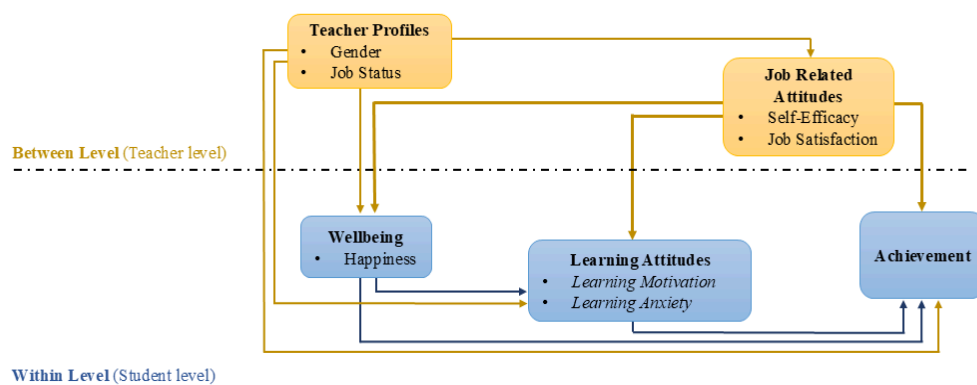 Teacher Profiles
• Gender
• Job Status
Job Related
Attitudes
• Self-Efficacy
• Job Satisfaction
Between Level (Teacher level)
Wellbeing
• Happiness
Learning Attitudes
• Learning Motivation
• Learning Anxiety
Achievement
Within Level (Student level)